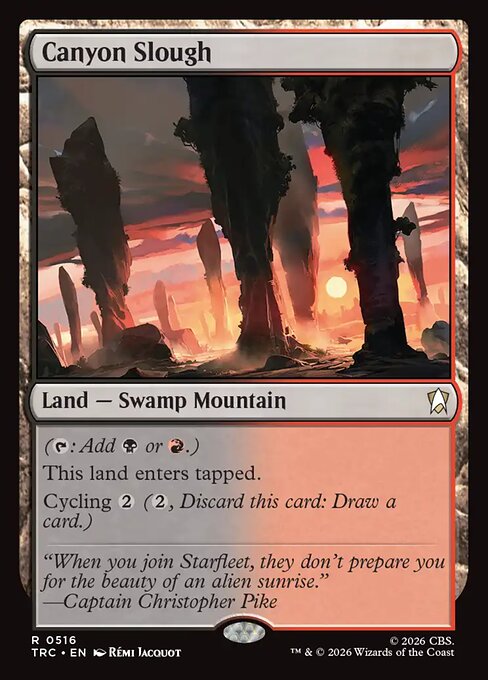 Canyon Slough
Land — Swamp Mountain
(: Add or .)
This land enters tapped.
Cycling 2 (2, Discard this card: Draw a
card.)
“When you join Starfleet, they don’t prepare you
for the beauty of an alien sunrise.”
—Captain Christopher Pike
R 0516
© 2026 CBS.
TRC • EN Rémi Jacquot
™ & © 2026 Wizards of the Coast